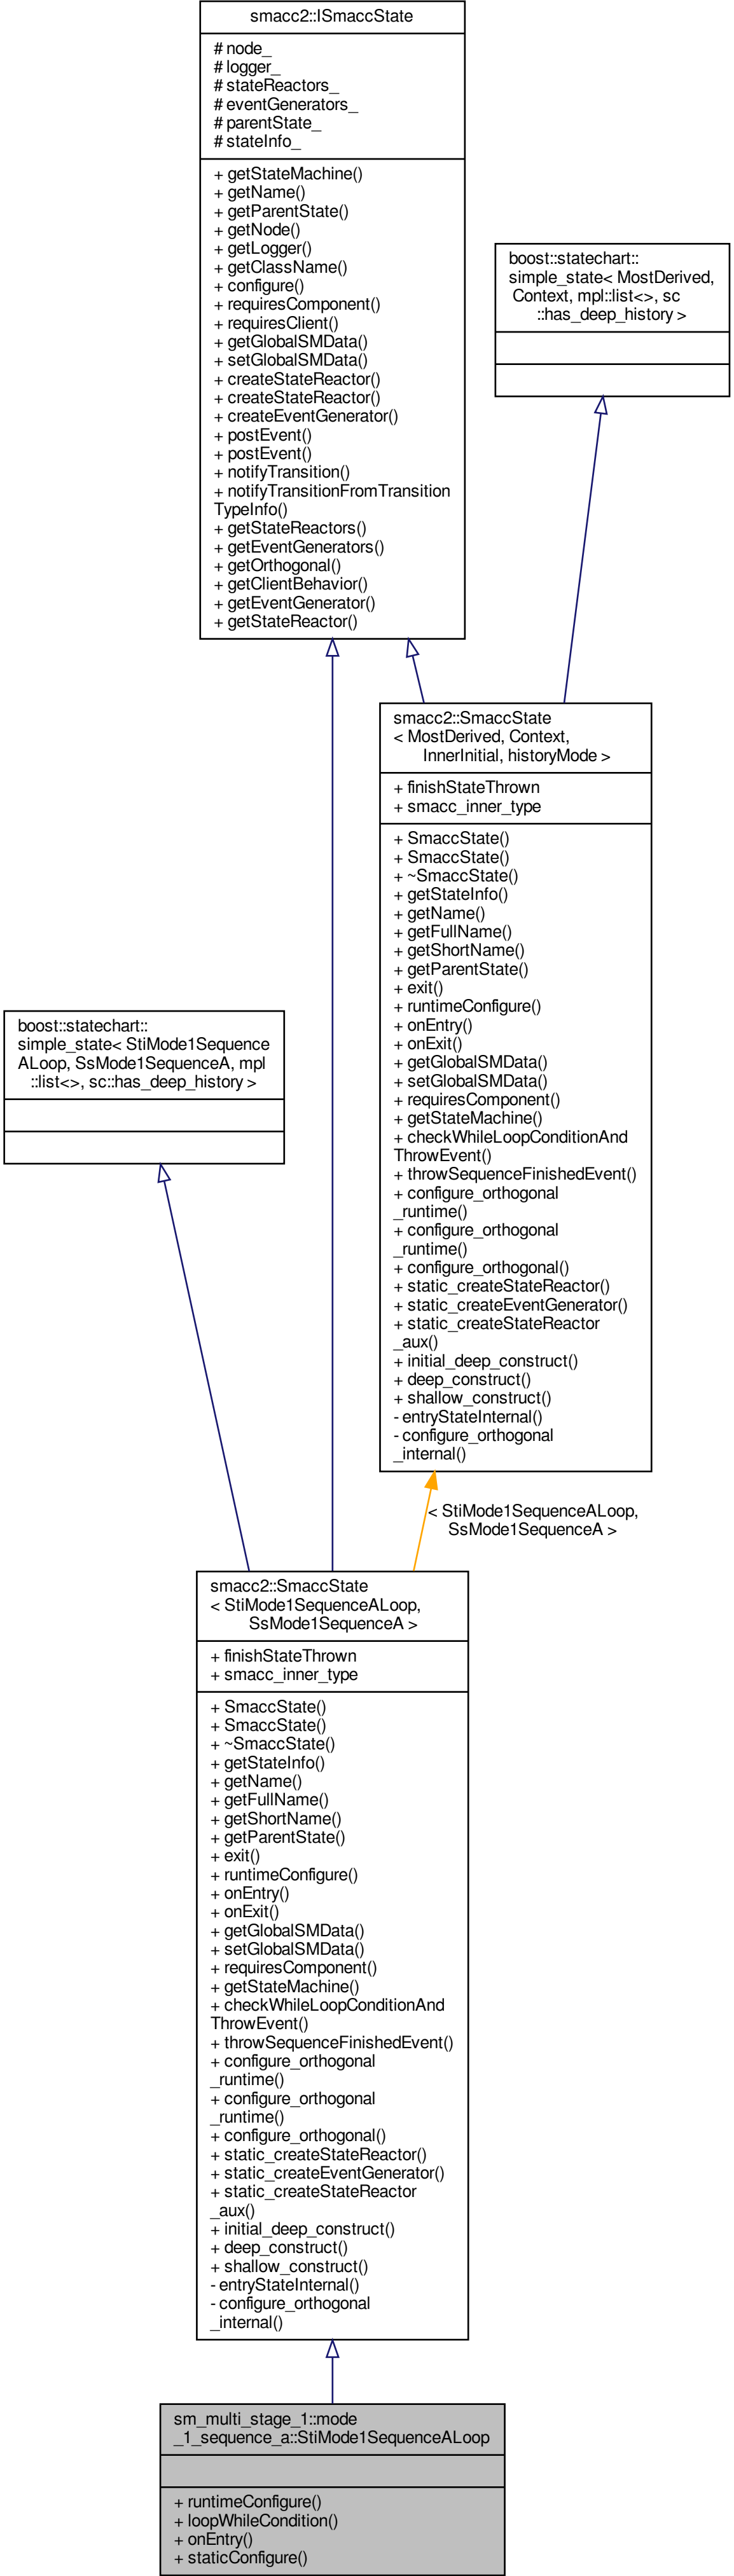 smacc2::ISmaccState
# node_
# logger_
# stateReactors_
# eventGenerators_
# parentState_
# stateInfo_
+ getStateMachine()
+ getName()
+ getParentState()
+ getNode()
+ getLogger()
+ getClassName()
+ configure()
+ requiresComponent()
+ requiresClient()
+ getGlobalSMData()
+ setGlobalSMData()
+ createStateReactor()
+ createStateReactor()
+ createEventGenerator()
+ postEvent()
+ postEvent()
+ notifyTransition()
+ notifyTransitionFromTransition
TypeInfo()
+ getStateReactors()
+ getEventGenerators()
+ getOrthogonal()
+ getClientBehavior()
+ getEventGenerator()
+ getStateReactor()
boost::statechart::
simple_state< MostDerived,
Context, mpl::list<>, sc
::has_deep_history >
smacc2::SmaccState
< MostDerived, Context,
InnerInitial, historyMode >
+ finishStateThrown
+ smacc_inner_type
+ SmaccState()
+ SmaccState()
+ ~SmaccState()
+ getStateInfo()
+ getName()
+ getFullName()
+ getShortName()
+ getParentState()
+ exit()
+ runtimeConfigure()
+ onEntry()
+ onExit()
+ getGlobalSMData()
+ setGlobalSMData()
+ requiresComponent()
+ getStateMachine()
+ checkWhileLoopConditionAnd
ThrowEvent()
+ throwSequenceFinishedEvent()
+ configure_orthogonal
_runtime()
+ configure_orthogonal
_runtime()
+ configure_orthogonal()
+ static_createStateReactor()
+ static_createEventGenerator()
+ static_createStateReactor
_aux()
+ initial_deep_construct()
+ deep_construct()
+ shallow_construct()
- entryStateInternal()
- configure_orthogonal
_internal()
boost::statechart::
simple_state< StiMode1Sequence
ALoop, SsMode1SequenceA, mpl
::list<>, sc::has_deep_history >
< StiMode1SequenceALoop,
SsMode1SequenceA >
smacc2::SmaccState
< StiMode1SequenceALoop,
SsMode1SequenceA >
+ finishStateThrown
+ smacc_inner_type
+ SmaccState()
+ SmaccState()
+ ~SmaccState()
+ getStateInfo()
+ getName()
+ getFullName()
+ getShortName()
+ getParentState()
+ exit()
+ runtimeConfigure()
+ onEntry()
+ onExit()
+ getGlobalSMData()
+ setGlobalSMData()
+ requiresComponent()
+ getStateMachine()
+ checkWhileLoopConditionAnd
ThrowEvent()
+ throwSequenceFinishedEvent()
+ configure_orthogonal
_runtime()
+ configure_orthogonal
_runtime()
+ configure_orthogonal()
+ static_createStateReactor()
+ static_createEventGenerator()
+ static_createStateReactor
_aux()
+ initial_deep_construct()
+ deep_construct()
+ shallow_construct()
- entryStateInternal()
- configure_orthogonal
_internal()
sm_multi_stage_1::mode
_1_sequence_a::StiMode1SequenceALoop
+ runtimeConfigure()
+ loopWhileCondition()
+ onEntry()
+ staticConfigure()